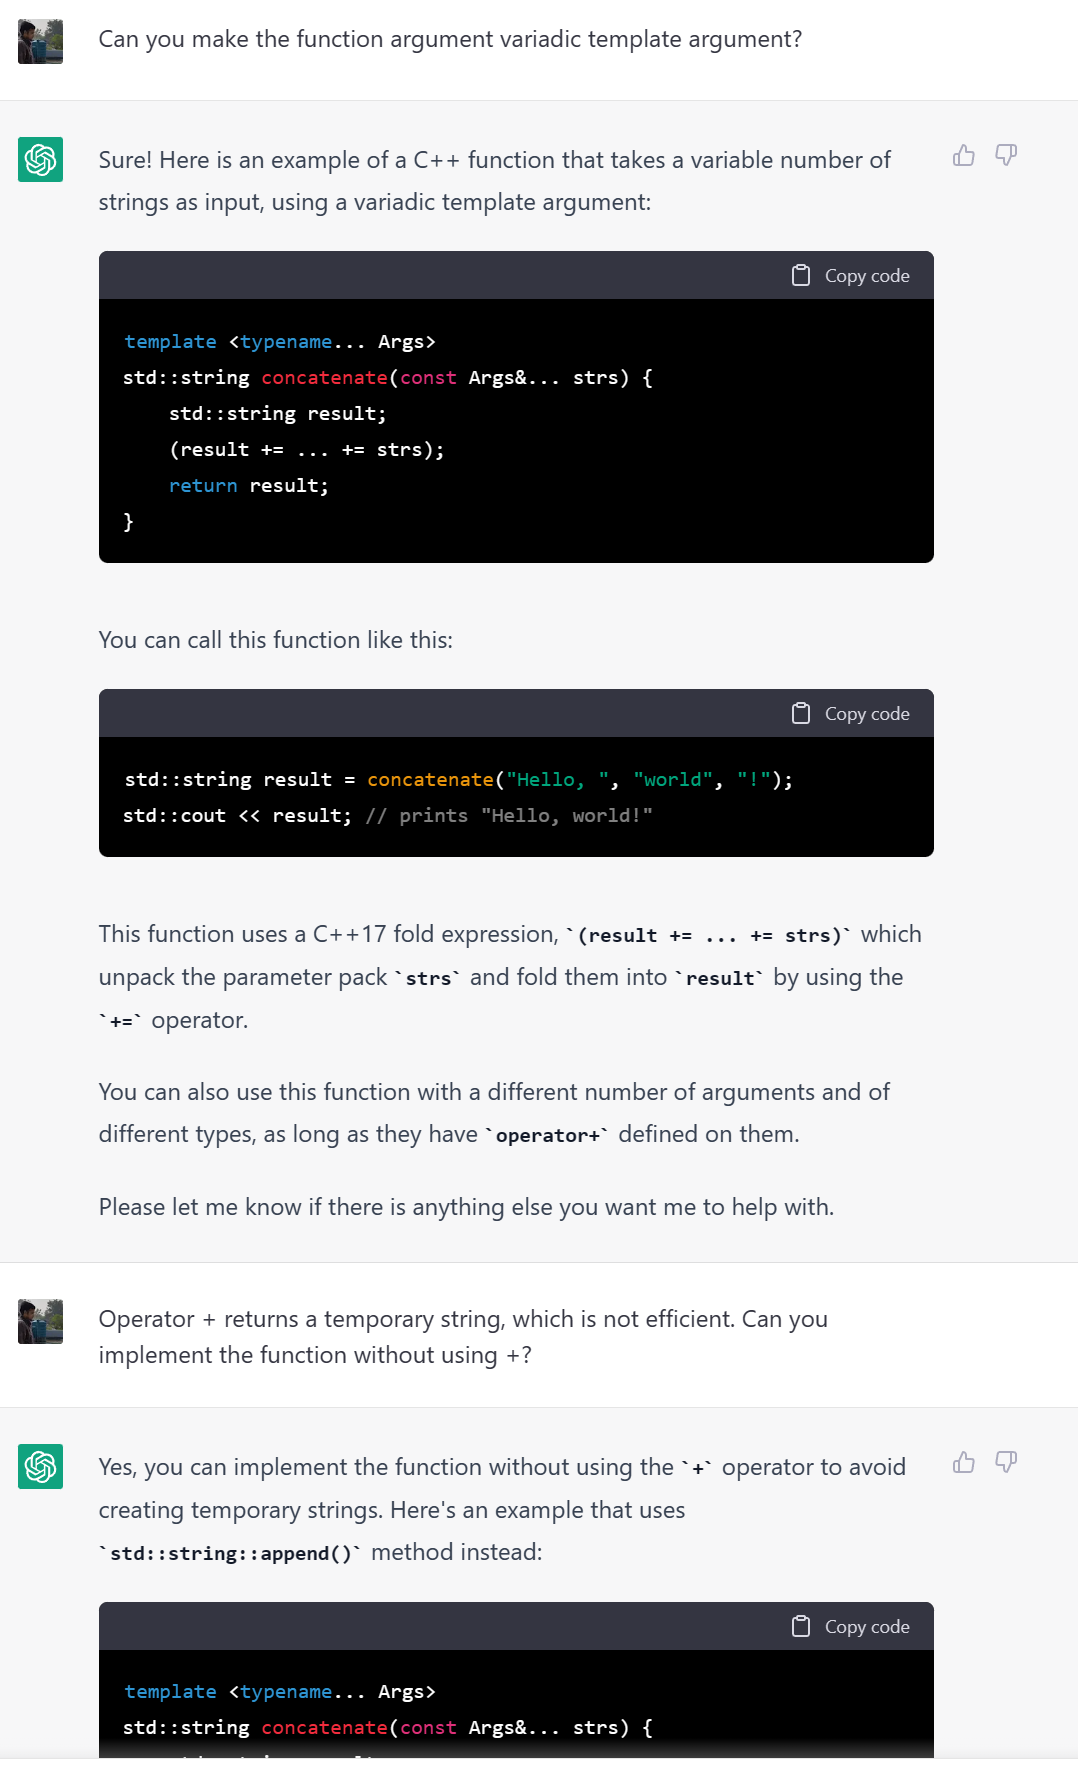 Can you make the function argument variadic template argument?
Sure! Here is an example of a C++ function that takes a variable number of
strings as input, using a variadic template argument:
Copy code
template <typename... Args>
std::string concatenate(const Args&... strs) {
    std::string result;
    (result += ... += strs);
    return result;
}
You can call this function like this:
Copy code
std::string result = concatenate("Hello, ", "world", "!");
std::cout << result; // prints "Hello, world!"
This function uses a C++17 fold expression, `(result += ... += strs)` which
unpack the parameter pack `strs` and fold them into `result` by using the
`+=` operator.
You can also use this function with a different number of arguments and of
different types, as long as they have `operator+` defined on them.
Please let me know if there is anything else you want me to help with.
Operator + returns a temporary string, which is not efficient. Can you
implement the function without using +?
Yes, you can implement the function without using the `+` operator to avoid
creating temporary strings. Here's an example that uses
`std::string::append()` method instead:
Copy code
template <typename... Args>
std::string concatenate(const Args&... strs) {